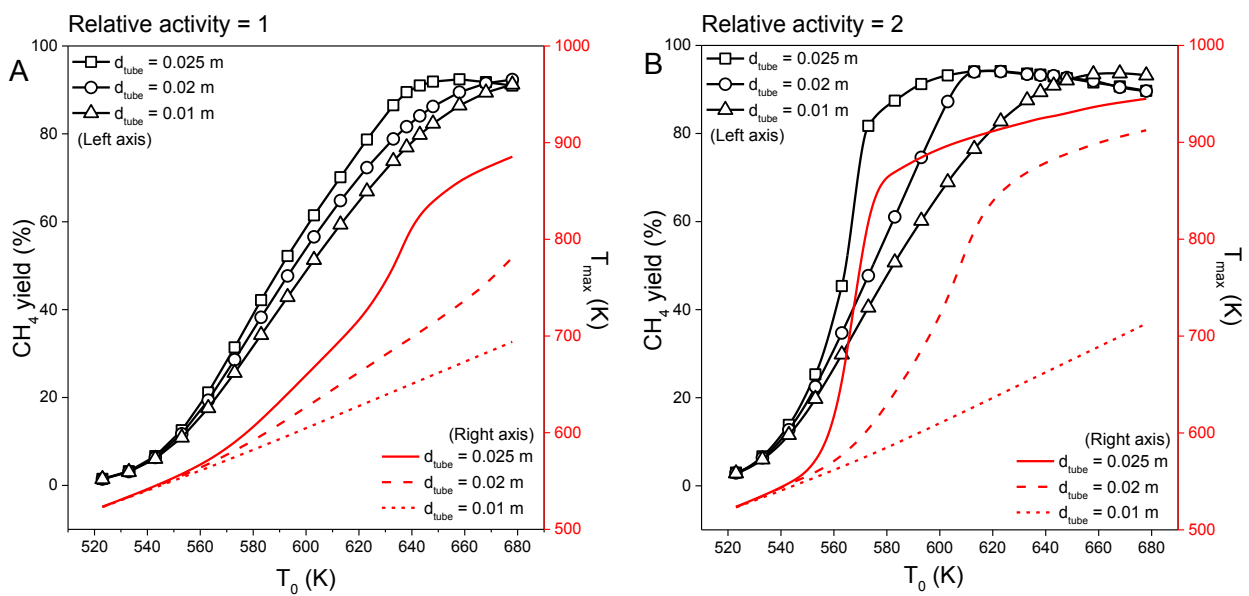 Relative activity = 1
A
d_tube = 0.025 m
d_tube = 0.02 m
d_tube = 0.01 m
(Left axis)
100
80
60
40
20
0
CH₄ yield (%)
1000
900
800
700
600
500
T_max (K)
(Right axis)
d_tube = 0.025 m
d_tube = 0.02 m
d_tube = 0.01 m
520 540 560 580 600 620 640 660 680
T₀ (K)
Relative activity = 2
B
d_tube = 0.025 m
d_tube = 0.02 m
d_tube = 0.01 m
(Left axis)
100
80
60
40
20
0
CH₄ yield (%)
1000
900
800
700
600
500
T_max (K)
(Right axis)
d_tube = 0.025 m
d_tube = 0.02 m
d_tube = 0.01 m
520 540 560 580 600 620 640 660 680
T₀ (K)